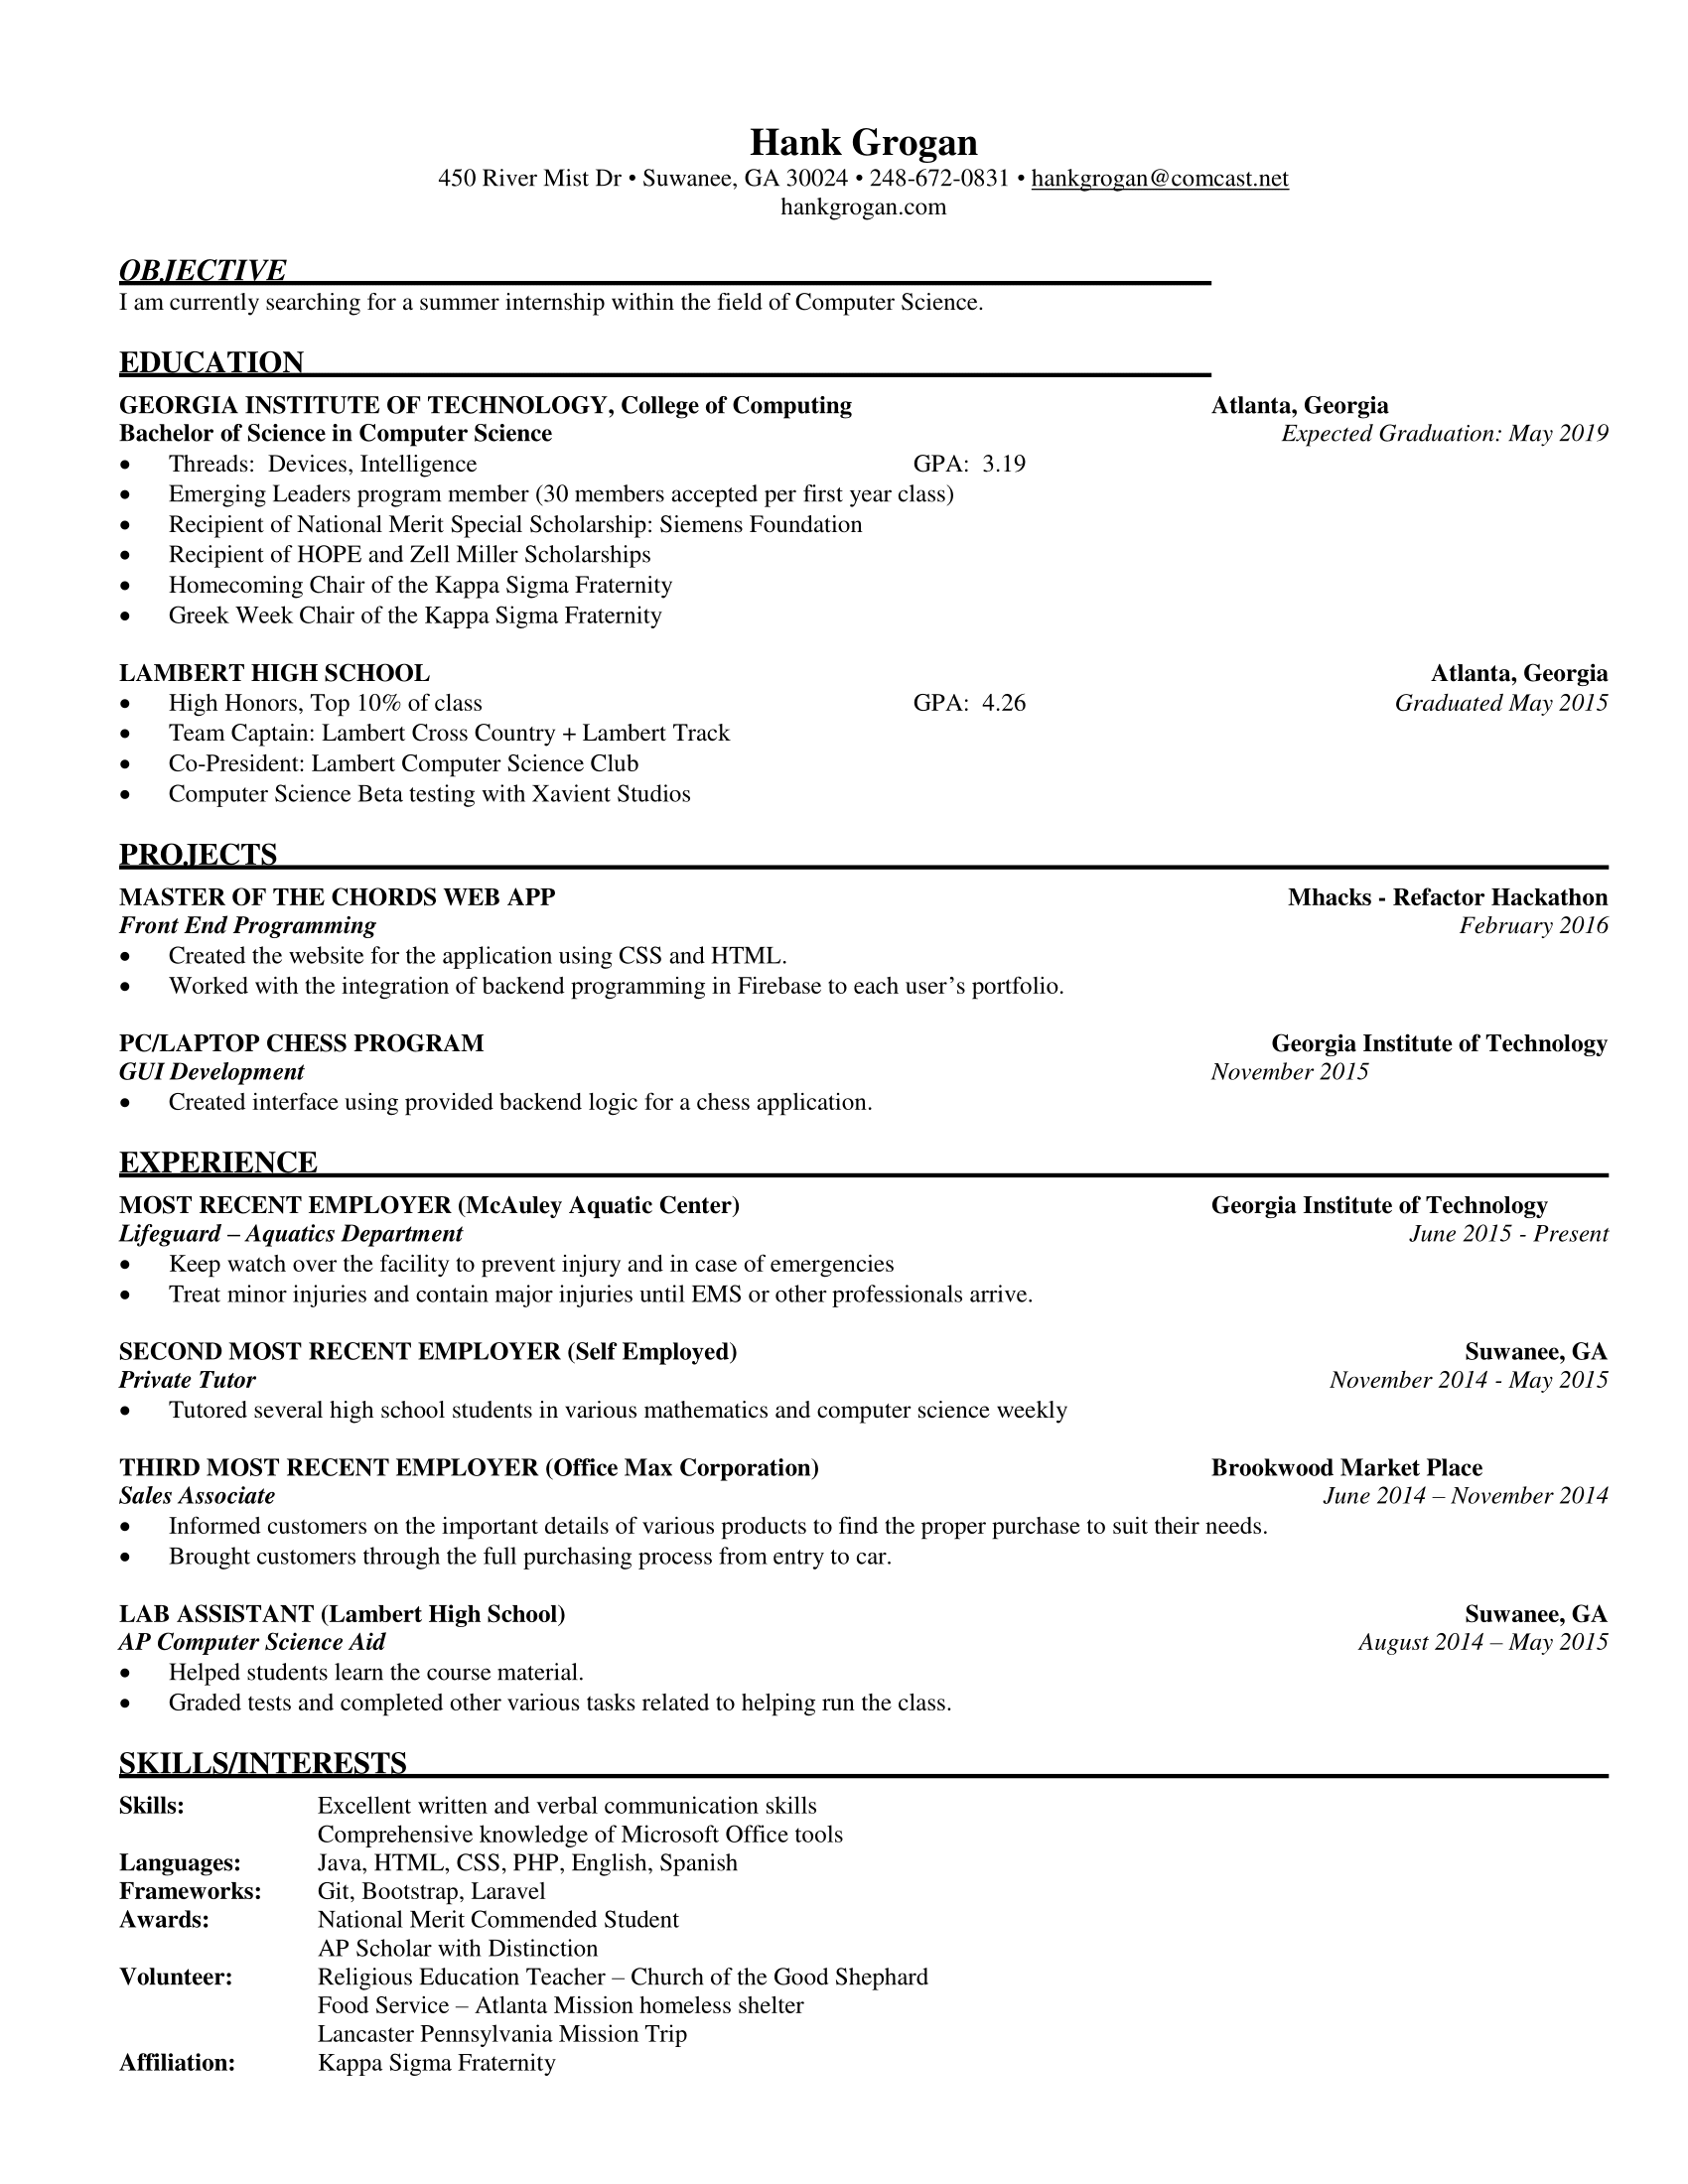 Hank Grogan
450 River Mist Dr • Suwanee, GA 30024 • 248-672-0831 • hankgrogan@comcast.net
hankgrogan.com
OBJECTIVE
I am currently searching for a summer internship within the field of Computer Science.
EDUCATION
GEORGIA INSTITUTE OF TECHNOLOGY, College of Computing Atlanta, Georgia
Bachelor of Science in Computer Science Expected Graduation: May 2019
• Threads: Devices, Intelligence GPA: 3.19
• Emerging Leaders program member (30 members accepted per first year class)
• Recipient of National Merit Special Scholarship: Siemens Foundation
• Recipient of HOPE and Zell Miller Scholarships
• Homecoming Chair of the Kappa Sigma Fraternity
• Greek Week Chair of the Kappa Sigma Fraternity
LAMBERT HIGH SCHOOL Atlanta, Georgia
• High Honors, Top 10% of class GPA: 4.26 Graduated May 2015
• Team Captain: Lambert Cross Country + Lambert Track
• Co-President: Lambert Computer Science Club
• Computer Science Beta testing with Xavient Studios
PROJECTS
MASTER OF THE CHORDS WEB APP Mhacks - Refactor Hackathon
Front End Programming February 2016
• Created the website for the application using CSS and HTML.
• Worked with the integration of backend programming in Firebase to each user’s portfolio.
PC/LAPTOP CHESS PROGRAM Georgia Institute of Technology
GUI Development November 2015
• Created interface using provided backend logic for a chess application.
EXPERIENCE
MOST RECENT EMPLOYER (McAuley Aquatic Center) Georgia Institute of Technology
Lifeguard – Aquatics Department June 2015 - Present
• Keep watch over the facility to prevent injury and in case of emergencies
• Treat minor injuries and contain major injuries until EMS or other professionals arrive.
SECOND MOST RECENT EMPLOYER (Self Employed) Suwanee, GA
Private Tutor November 2014 - May 2015
• Tutored several high school students in various mathematics and computer science weekly
THIRD MOST RECENT EMPLOYER (Office Max Corporation) Brookwood Market Place
Sales Associate June 2014 – November 2014
• Informed customers on the important details of various products to find the proper purchase to suit their needs.
• Brought customers through the full purchasing process from entry to car.
LAB ASSISTANT (Lambert High School) Suwanee, GA
AP Computer Science Aid August 2014 – May 2015
• Helped students learn the course material.
• Graded tests and completed other various tasks related to helping run the class.
SKILLS/INTERESTS
Skills: Excellent written and verbal communication skills
Comprehensive knowledge of Microsoft Office tools
Languages: Java, HTML, CSS, PHP, English, Spanish
Frameworks: Git, Bootstrap, Laravel
Awards: National Merit Commended Student
AP Scholar with Distinction
Volunteer: Religious Education Teacher – Church of the Good Shephard
Food Service – Atlanta Mission homeless shelter
Lancaster Pennsylvania Mission Trip
Affiliation: Kappa Sigma Fraternity